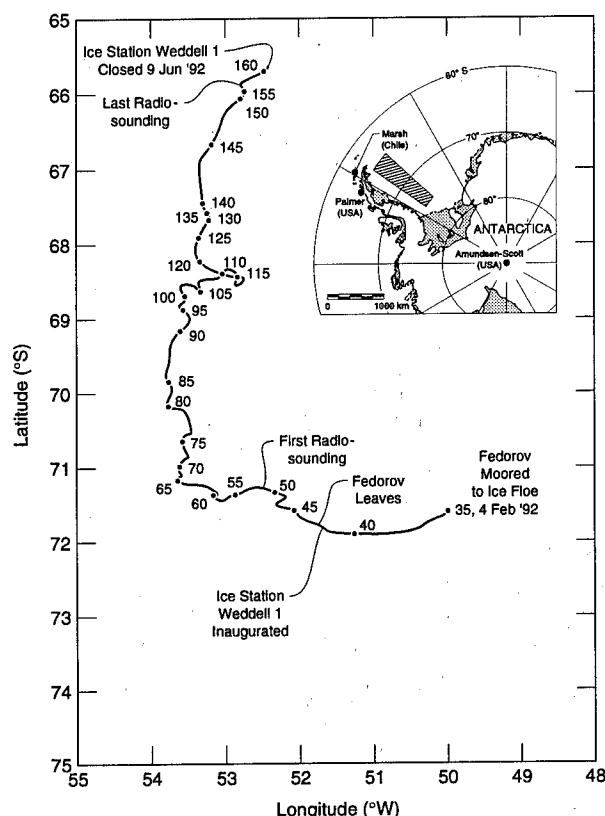 65
66
67
68
69
70
71
72
73
74
75
Latitude (°S)
55
54
53
52
51
50
49
48
Longitude (°W)
Ice Station Weddell 1
Closed 9 Jun '92
160
Last Radio-
sounding
155
150
145
140
135
130
125
120
110
115
105
100
95
90
85
80
75
70
65
60
55
50
45
40
First Radio-
sounding
Fedorov
Leaves
Fedorov
Moored
to Ice Floe
35, 4 Feb '92
Ice Station
Weddell 1
Inaugurated
60° S
70°
80°
Marsh
(Chile)
Palmer
(USA)
ANTARCTICA
Amundsen-Scott
(USA)
0
1000 km